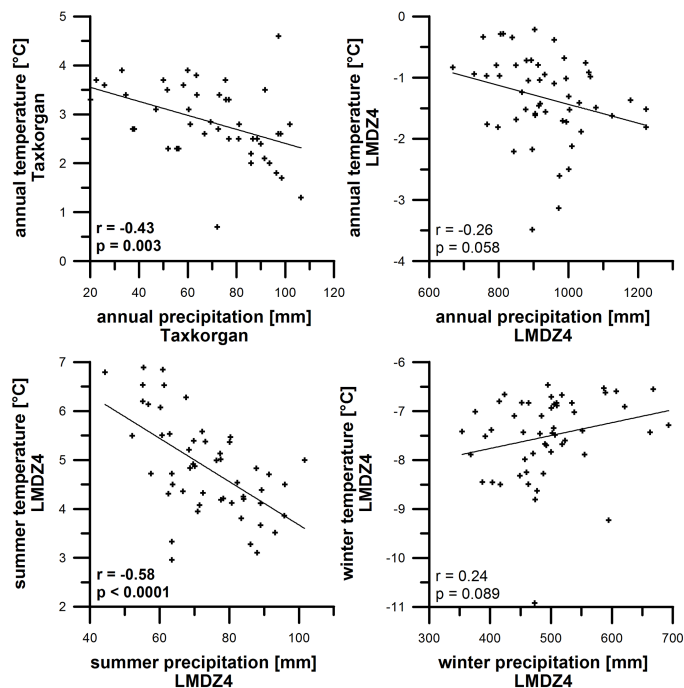 5
4
3
2
1
0
annual temperature [°C]
Taxkorgan
r = -0.43
p = 0.003
20 40 60 80 100 120
annual precipitation [mm]
Taxkorgan
0
-1
-2
-3
-4
annual temperature [°C]
LMDZ4
r = -0.26
p = 0.058
600 800 1000 1200
annual precipitation [mm]
LMDZ4
7
6
5
4
3
2
summer temperature [°C]
LMDZ4
r = -0.58
p < 0.0001
40 60 80 100
summer precipitation [mm]
LMDZ4
-6
-7
-8
-9
-10
-11
winter temperature [°C]
LMDZ4
r = 0.24
p = 0.089
300 400 500 600 700
winter precipitation [mm]
LMDZ4